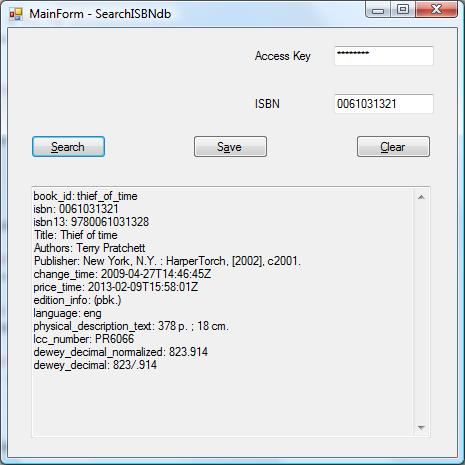 MainForm - SearchISBNdb
Access Key ********
ISBN 0061031321
Search Save Clear
book_id: thief_of_time
isbn: 0061031321
isbn13: 9780061031328
Title: Thief of time
Authors: Terry Pratchett
Publisher: New York, N.Y. : HarperTorch, [2002], c2001.
change_time: 2009-04-27T14:46:45Z
price_time: 2013-02-09T15:58:01Z
edition_info: (pbk.)
language: eng
physical_description_text: 378 p. ; 18 cm.
lcc_number: PR6066
dewey_decimal_normalized: 823.914
dewey_decimal: 823/.914